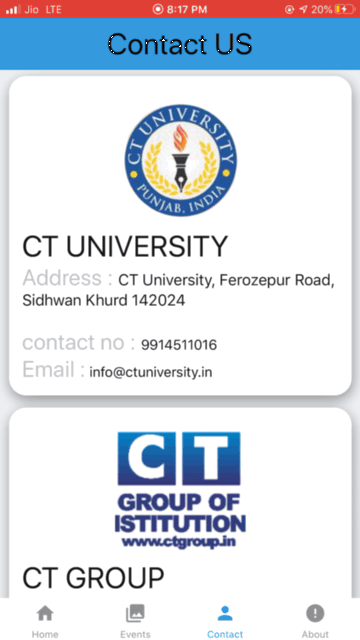 Jio LTE 8:17 PM 20%
Contact US
CT UNIVERSITY
PUNJAB, INDIA
CT UNIVERSITY
Address : CT University, Ferozepur Road,
Sidhwan Khurd 142024
contact no : 9914511016
Email : info@ctuniversity.in
CT
GROUP OF
ISTITUTION
www.ctgroup.in
CT GROUP
Home Events Contact About